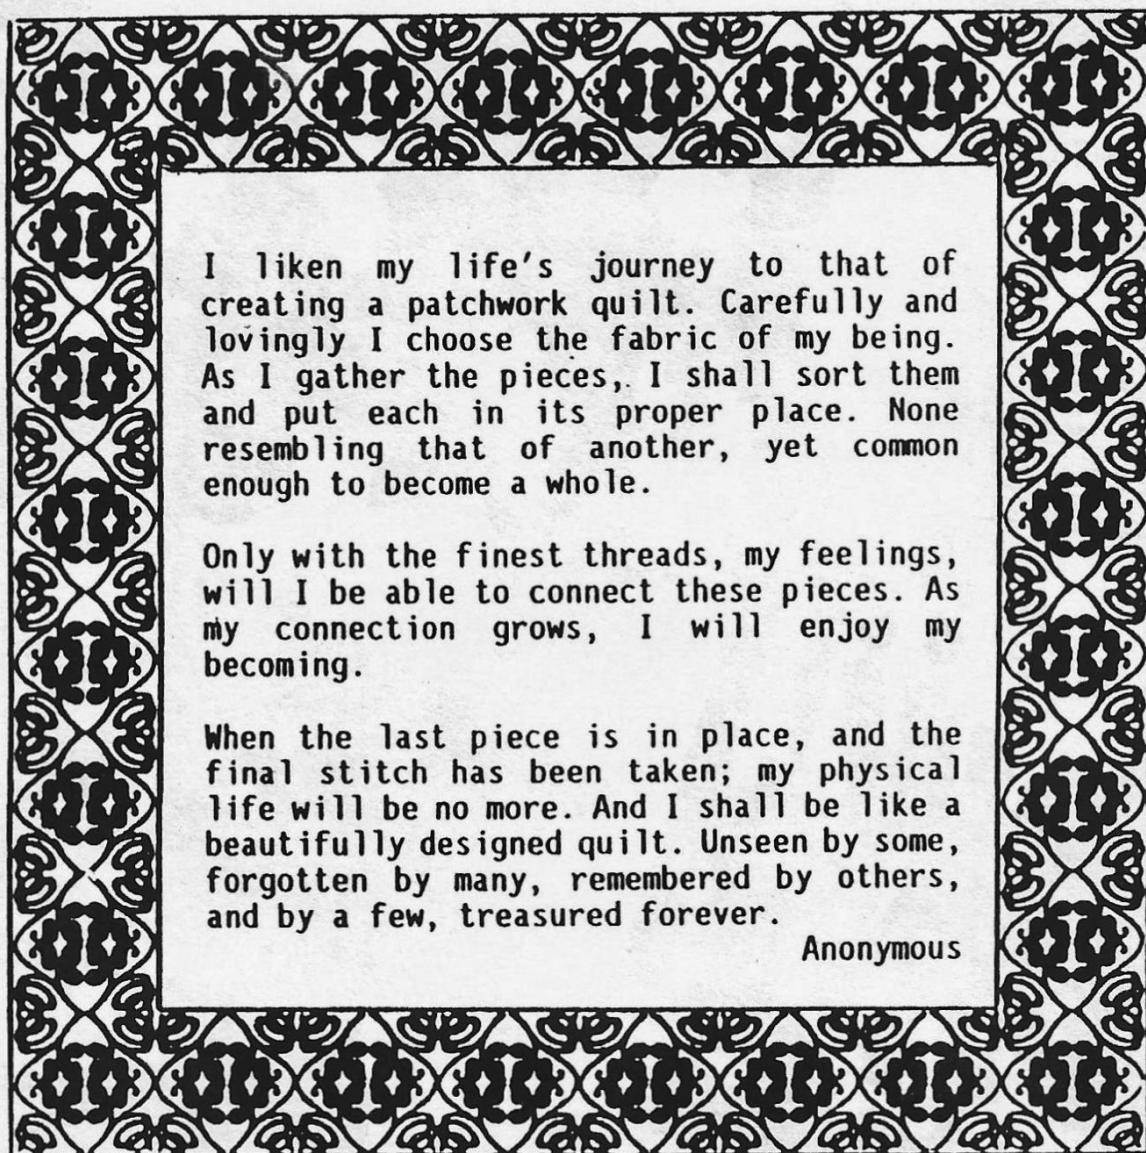 I liken my life's journey to that of
creating a patchwork quilt. Carefully and
lovingly I choose the fabric of my being.
As I gather the pieces, I shall sort them
and put each in its proper place. None
resembling that of another, yet common
enough to become a whole.
Only with the finest threads, my feelings,
will I be able to connect these pieces. As
my connection grows, I will enjoy my
becoming.
When the last piece is in place, and the
final stitch has been taken; my physical
life will be no more. And I shall be like a
beautifully designed quilt. Unseen by some,
forgotten by many, remembered by others,
and by a few, treasured forever.
Anonymous